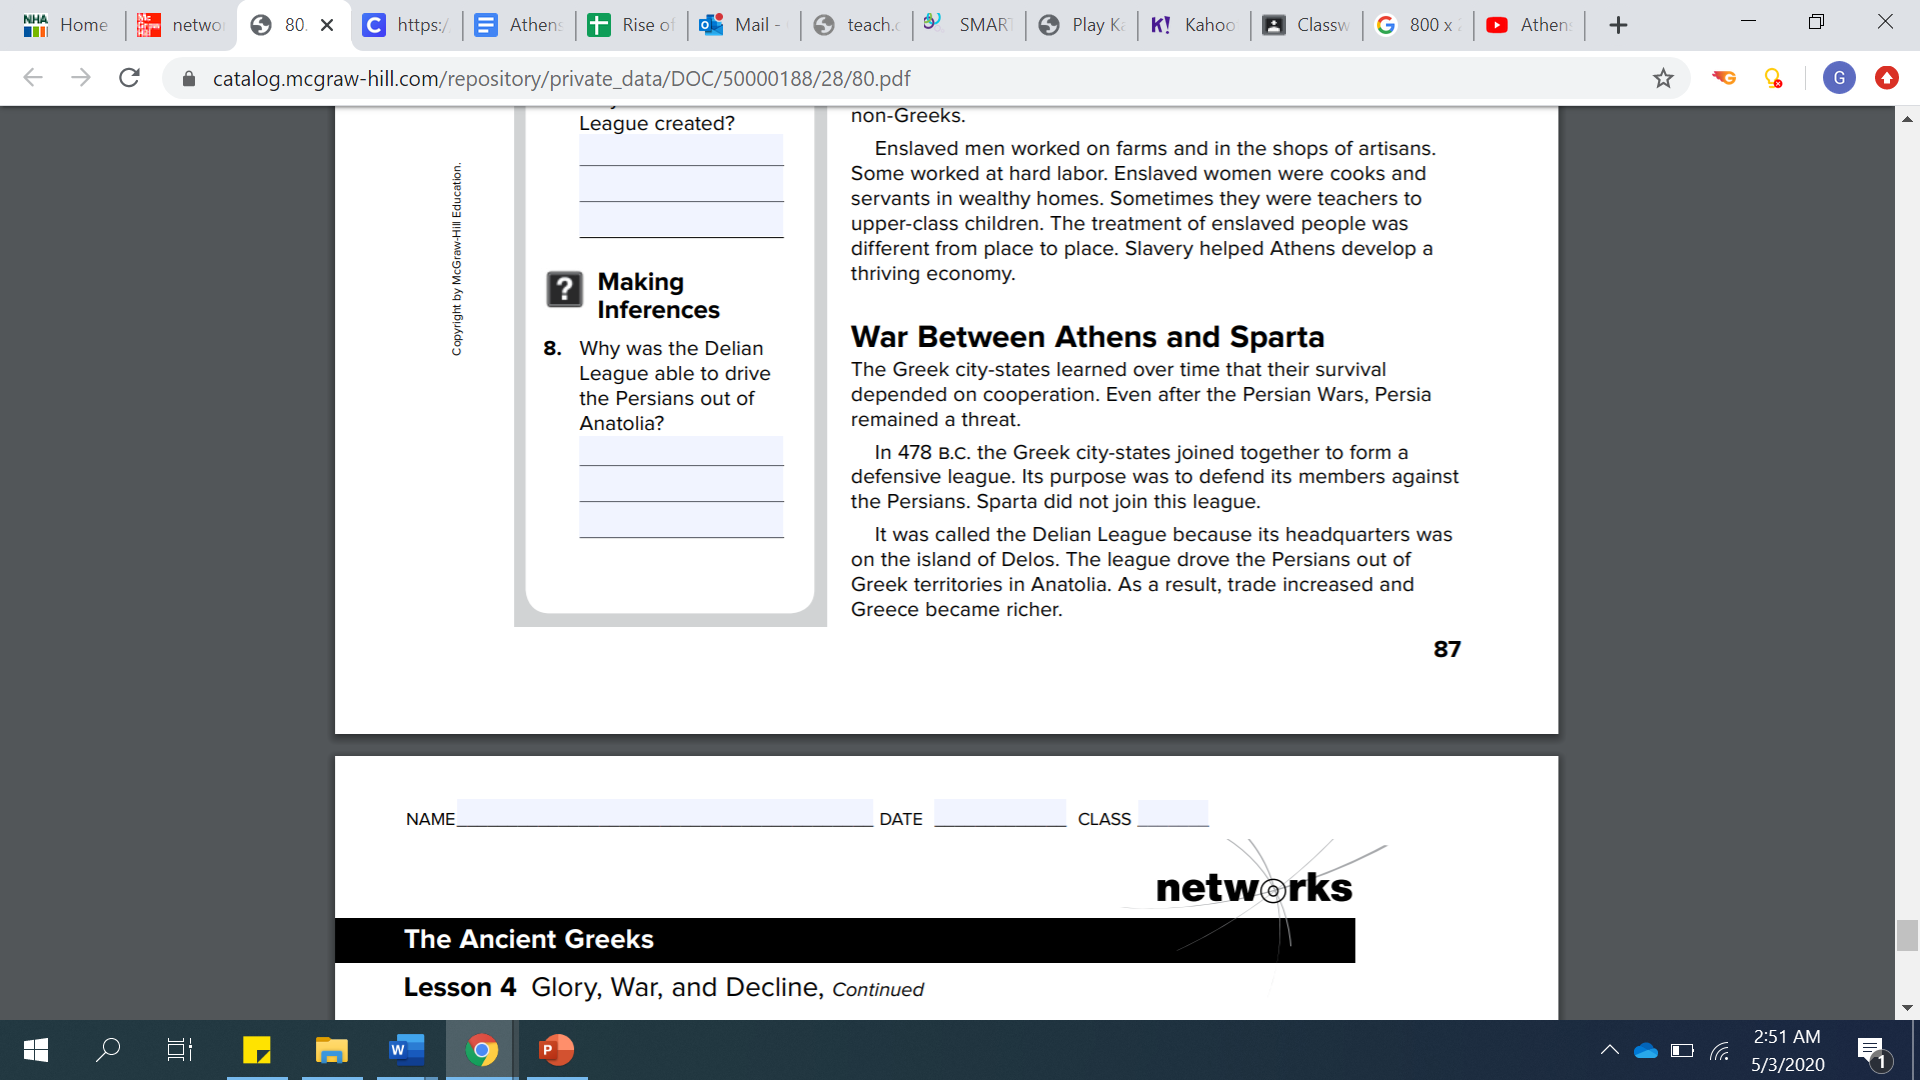 Home
networ
80.
https:/
Athens
Rise of
Mail -
teach.c
SMAR
Play Ka
Kahoo
Classw
800 x
Athens
catalog.mcgraw-hill.com/repository/private_data/DOC/50000188/28/80.pdf
G
League created?
Copyright by McGraw-Hill Education.
? Making
Inferences
8. Why was the Delian
League able to drive
the Persians out of
Anatolia?
non-Greeks.
Enslaved men worked on farms and in the shops of artisans.
Some worked at hard labor. Enslaved women were cooks and
servants in wealthy homes. Sometimes they were teachers to
upper-class children. The treatment of enslaved people was
different from place to place. Slavery helped Athens develop a
thriving economy.
War Between Athens and Sparta
The Greek city-states learned over time that their survival
depended on cooperation. Even after the Persian Wars, Persia
remained a threat.
In 478 B.C. the Greek city-states joined together to form a
defensive league. Its purpose was to defend its members against
the Persians. Sparta did not join this league.
It was called the Delian League because its headquarters was
on the island of Delos. The league drove the Persians out of
Greek territories in Anatolia. As a result, trade increased and
Greece became richer.
87
NAME DATE CLASS
networks
The Ancient Greeks
Lesson 4 Glory, War, and Decline, Continued
2:51 AM
5/3/2020
1